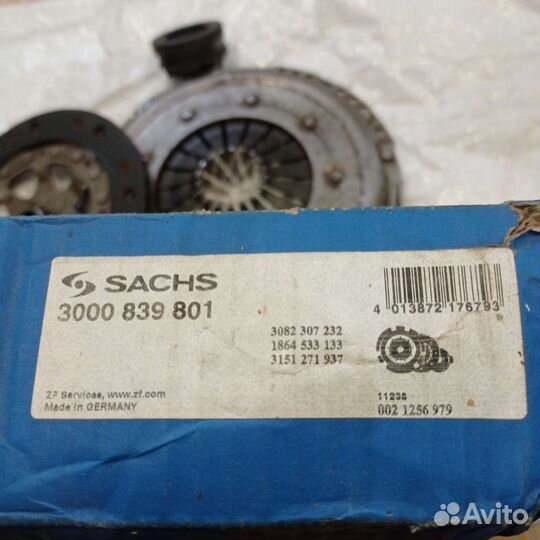 SACHS
3000 839 801
3082 307 232
1864 533 133
3151 271 937
4 013872 176793
ZF Services, www.zf.com
Made in GERMANY
11238
002 1256 979
Avito